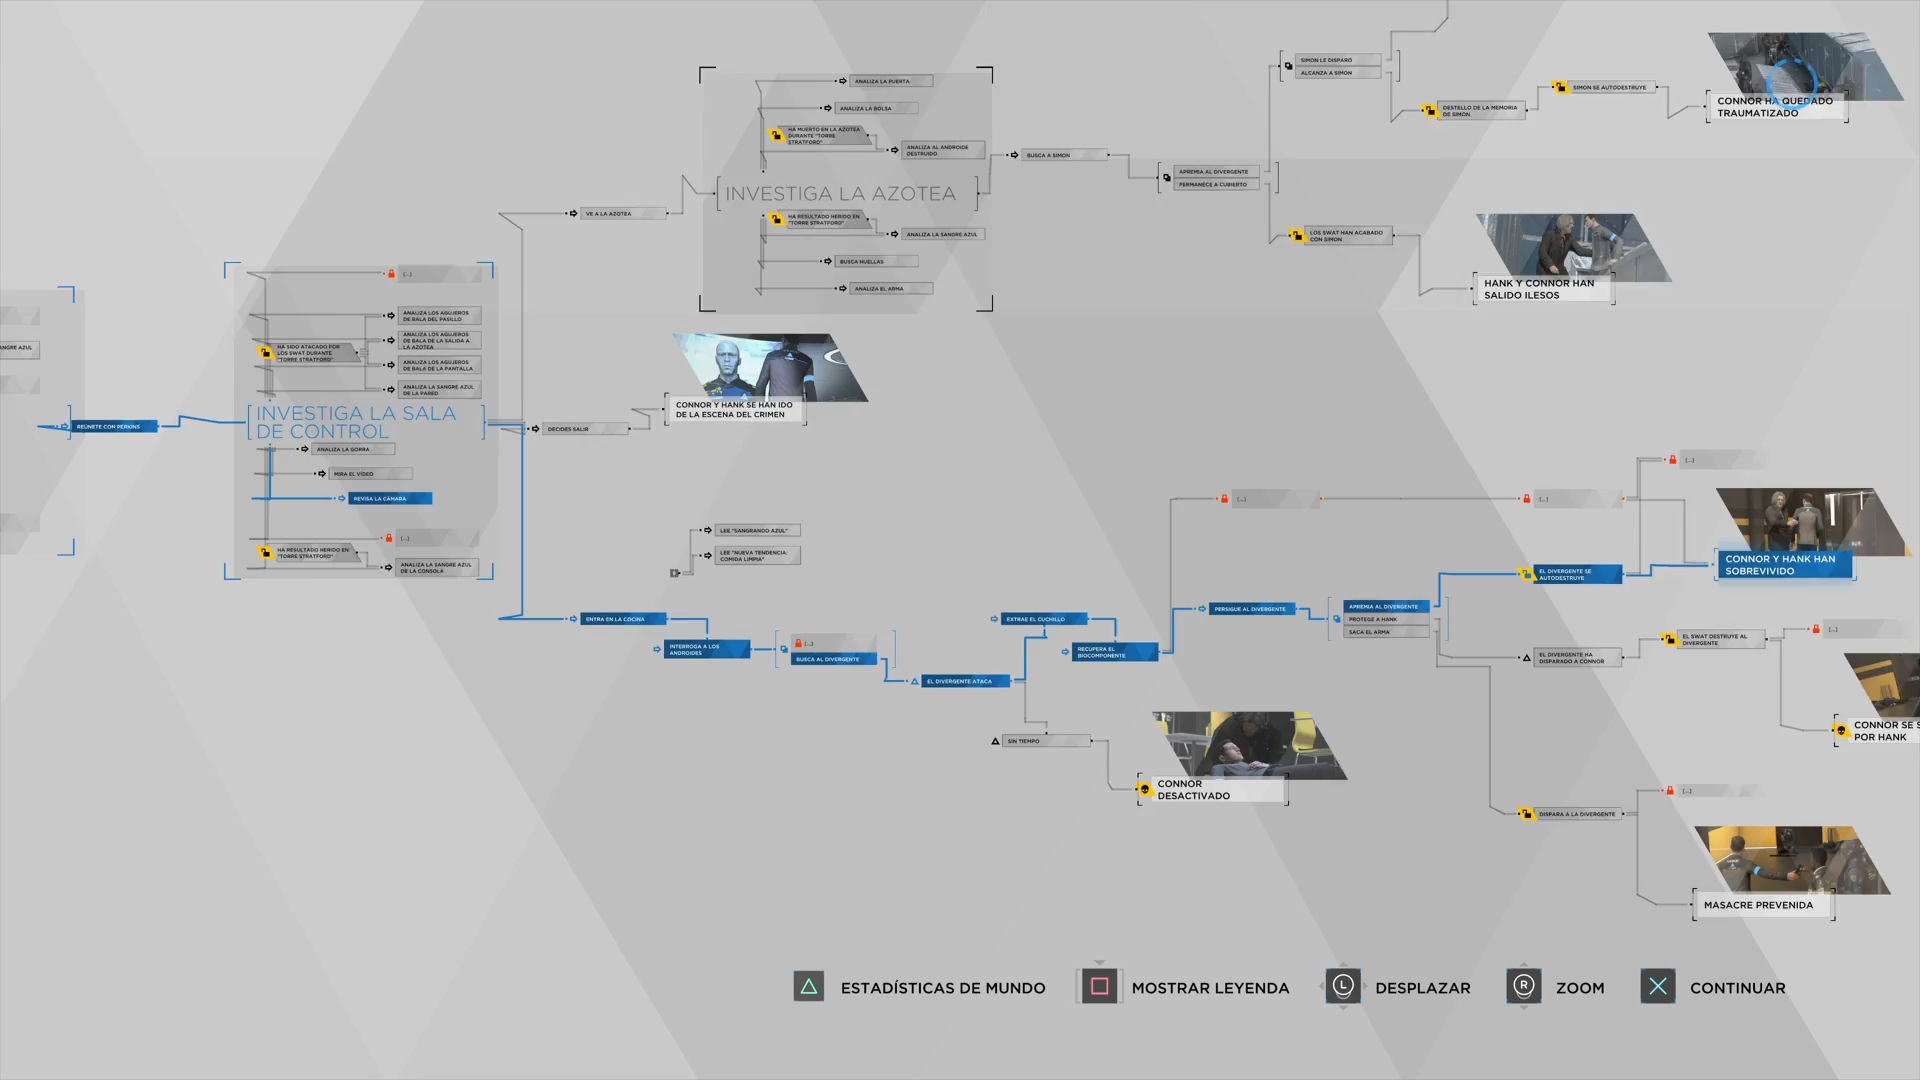 SIMON LE DISPARÓ
ALCANZA A SIMON
DESTELLO DE LA MEMORIA
DE SIMON
SIMON SE AUTODESTRUYE
CONNOR HA QUEDADO
TRAUMATIZADO
ANALIZA LA PUERTA
ANALIZA LA BOLSA
HA MUERTO EN LA AZOTEA
DURANTE "TORRE
STRATFORD"
ANALIZA AL ANDROIDE
DESTRUIDO
INVESTIGA LA AZOTEA
HA RESULTADO HERIDO EN
"TORRE STRATFORD"
ANALIZA LA SANGRE AZUL
BUSCA HUELLAS
ANALIZA EL ARMA
BUSCA A SIMON
APREMIA AL DIVERGENTE
PERMANECE A CUBIERTO
LOS SWAT HAN ACABADO
CON SIMON
HANK Y CONNOR HAN
SALIDO ILESOS
VE A LA AZOTEA
[...]
ANALIZA LOS AGUJEROS
DE BALA DEL PASILLO
ANALIZA LOS AGUJEROS
DE BALA DE LA SALIDA A
LA AZOTEA
HA SIDO ATACADO POR
LOS SWAT DURANTE
"TORRE STRATFORD"
ANALIZA LOS AGUJEROS
DE BALA DE LA PANTALLA
ANALIZA LA SANGRE AZUL
DE LA PARED
ANGRE AZUL
REÚNETE CON PERKINS
INVESTIGA LA SALA
DE CONTROL
ANALIZA LA GORRA
MIRA EL VÍDEO
REVISA LA CÁMARA
[...]
HA RESULTADO HERIDO EN
"TORRE STRATFORD"
ANALIZA LA SANGRE AZUL
DE LA CONSOLA
DECIDES SALIR
CONNOR Y HANK SE HAN IDO
DE LA ESCENA DEL CRIMEN
LEE "SANGRANDO AZUL"
LEE "NUEVA TENDENCIA:
COMIDA LIMPIA"
ENTRA EN LA COCINA
INTERROGA A LOS
ANDROIDES
[...]
BUSCA AL DIVERGENTE
EL DIVERGENTE ATACA
EXTRAE EL CUCHILLO
RECUPERA EL
BIOCOMPONENTE
SIN TIEMPO
CONNOR
DESACTIVADO
[...]
[...]
[...]
PERSIGUE AL DIVERGENTE
APREMIA AL DIVERGENTE
PROTEGE A HANK
SACA EL ARMA
EL DIVERGENTE SE
AUTODESTRUYE
CONNOR Y HANK HAN
SOBREVIVIDO
EL DIVERGENTE HA
DISPARADO A CONNOR
EL SWAT DESTRUYE AL
DIVERGENTE
[...]
CONNOR SE S
POR HANK
DISPARA A LA DIVERGENTE
[...]
MASACRE PREVENIDA
ESTADÍSTICAS DE MUNDO
MOSTRAR LEYENDA
L
DESPLAZAR
R
ZOOM
CONTINUAR